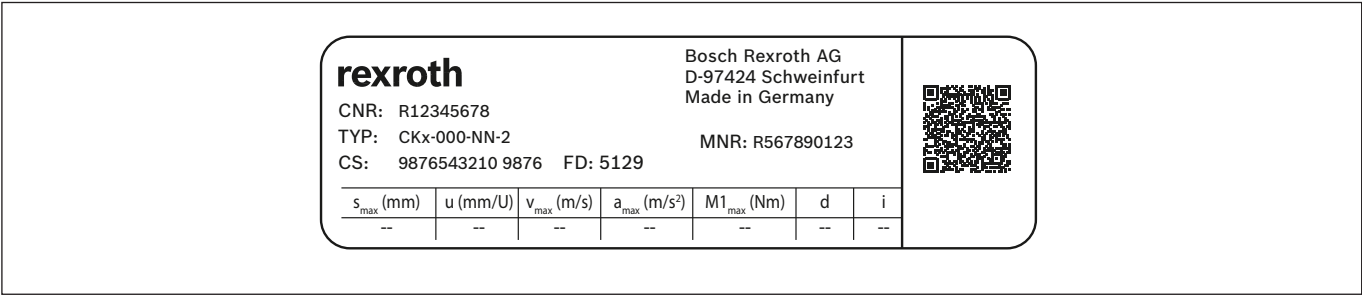 rexroth
Bosch Rexroth AG
D-97424 Schweinfurt
Made in Germany
CNR: R12345678
TYP: CKx-000-NN-2
MNR: R567890123
CS: 9876543210 9876 FD: 5129
smax (mm) u (mm/U) vmax (m/s) amax (m/s²) M1max (Nm) d i
-- -- -- -- -- -- --